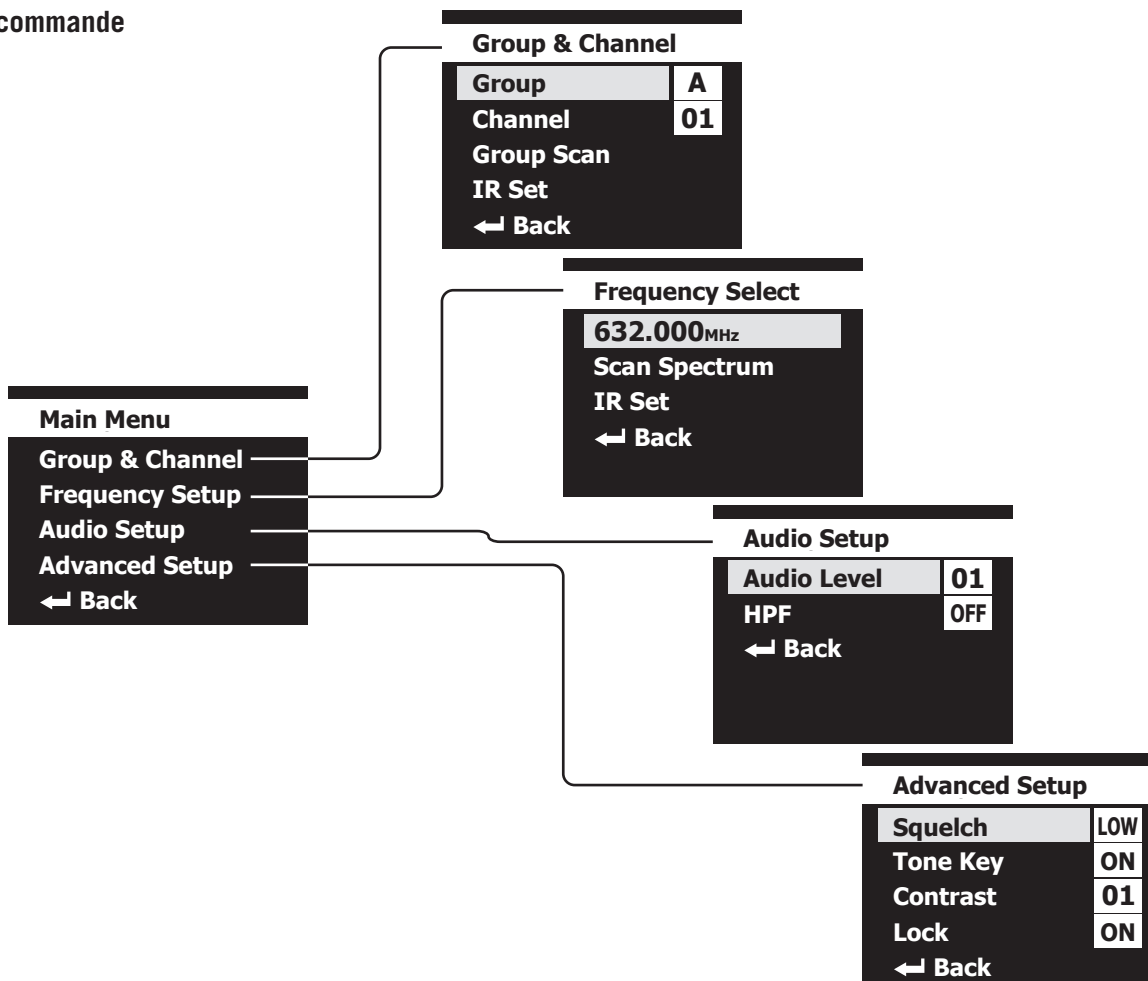 commande
Group & Channel
Group A
Channel 01
Group Scan
IR Set
Back
Frequency Select
632.000MHz
Scan Spectrum
IR Set
Back
Main Menu
Group & Channel
Frequency Setup
Audio Setup
Advanced Setup
Back
Audio Setup
Audio Level 01
HPF OFF
Back
Advanced Setup
Squelch LOW
Tone Key ON
Contrast 01
Lock ON
Back